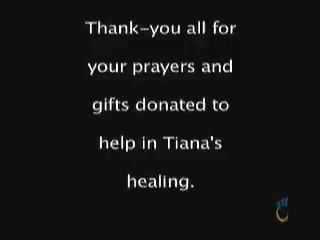 Thank-you all for
your prayers and
gifts donated to
help in Tiana's
healing.